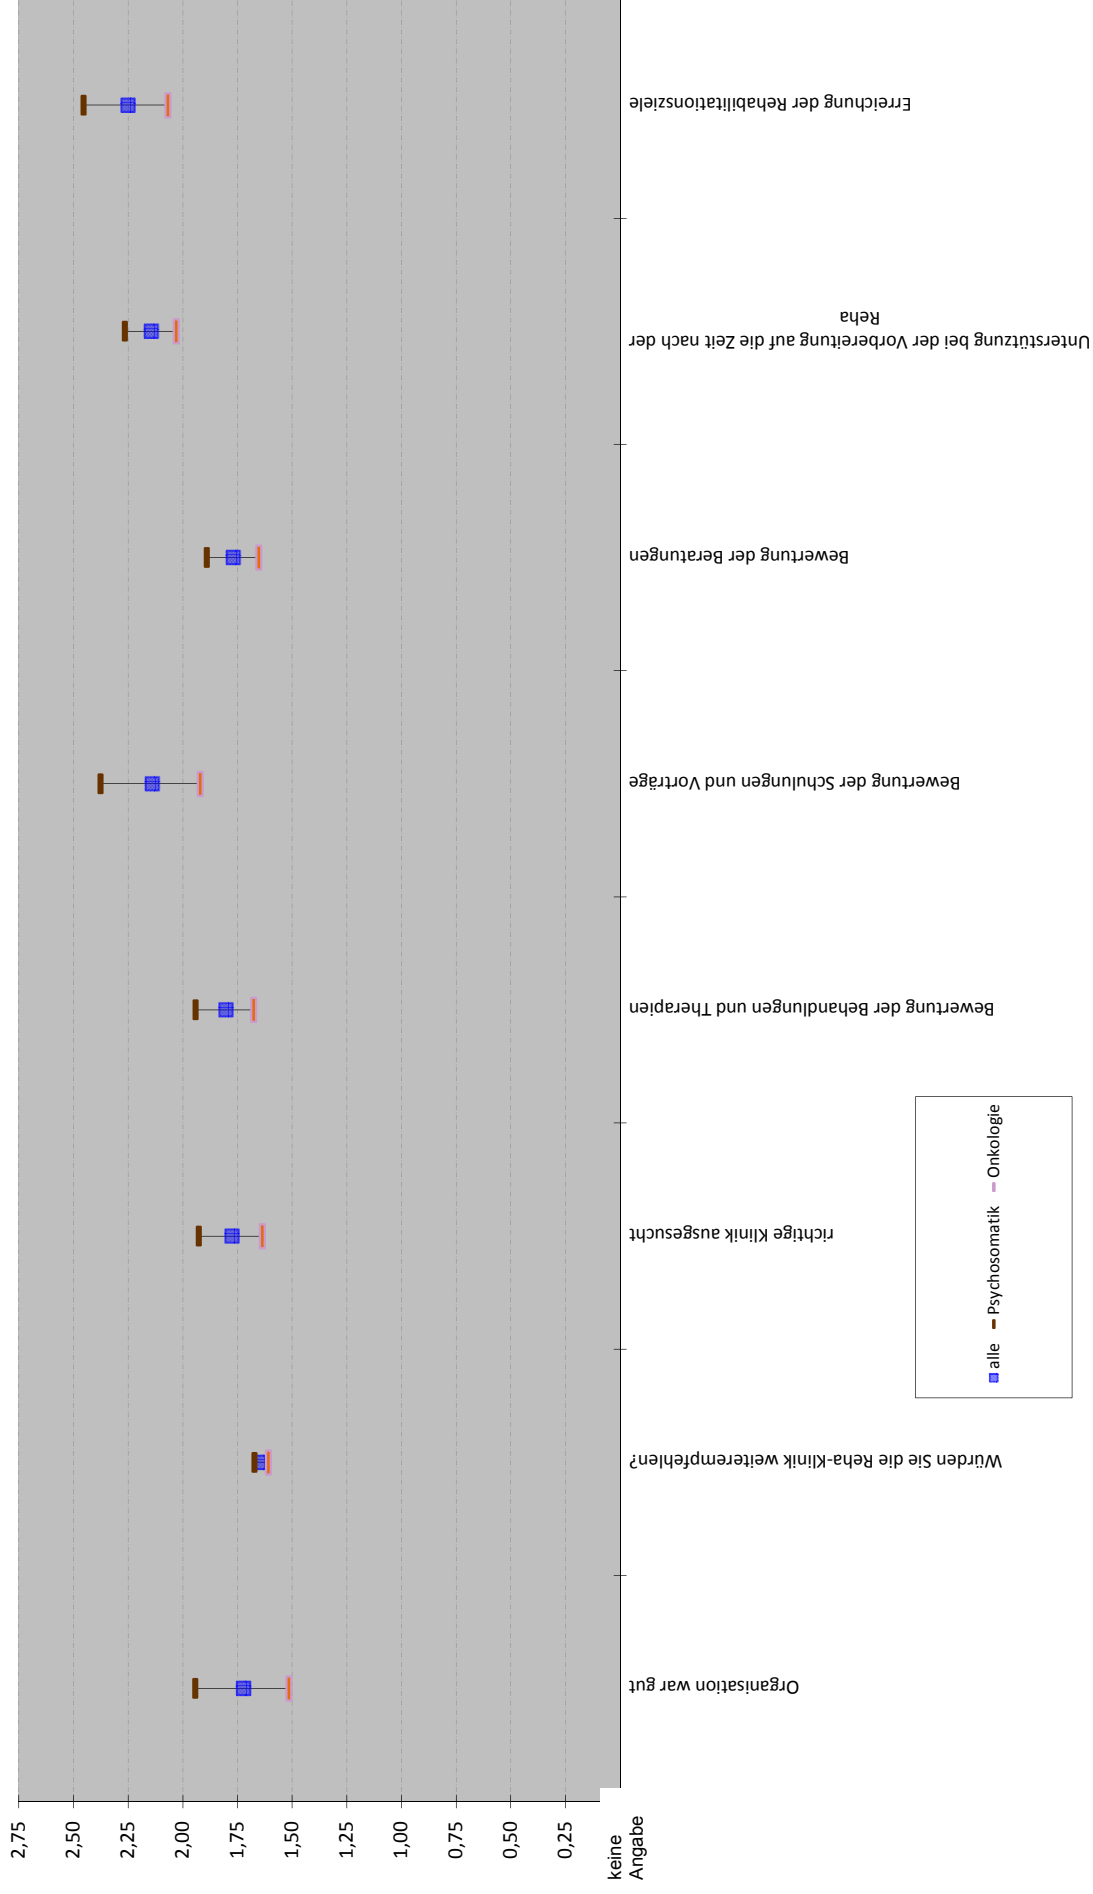 2,75
2,50
2,25
2,00
1,75
1,50
1,25
1,00
0,75
0,50
0,25
keine
Angabe
Organisation war gut
Würden Sie die Reha-Klinik weiterempfehlen?
richtige Klinik ausgesucht
Bewertung der Behandlungen und Therapien
Bewertung der Schulungen und Vorträge
Bewertung der Beratungen
Unterstützung bei der Vorbereitung auf die Zeit nach der
Reha
Erreichung der Rehabilitationsziele
alle Psychosomatik Onkologie